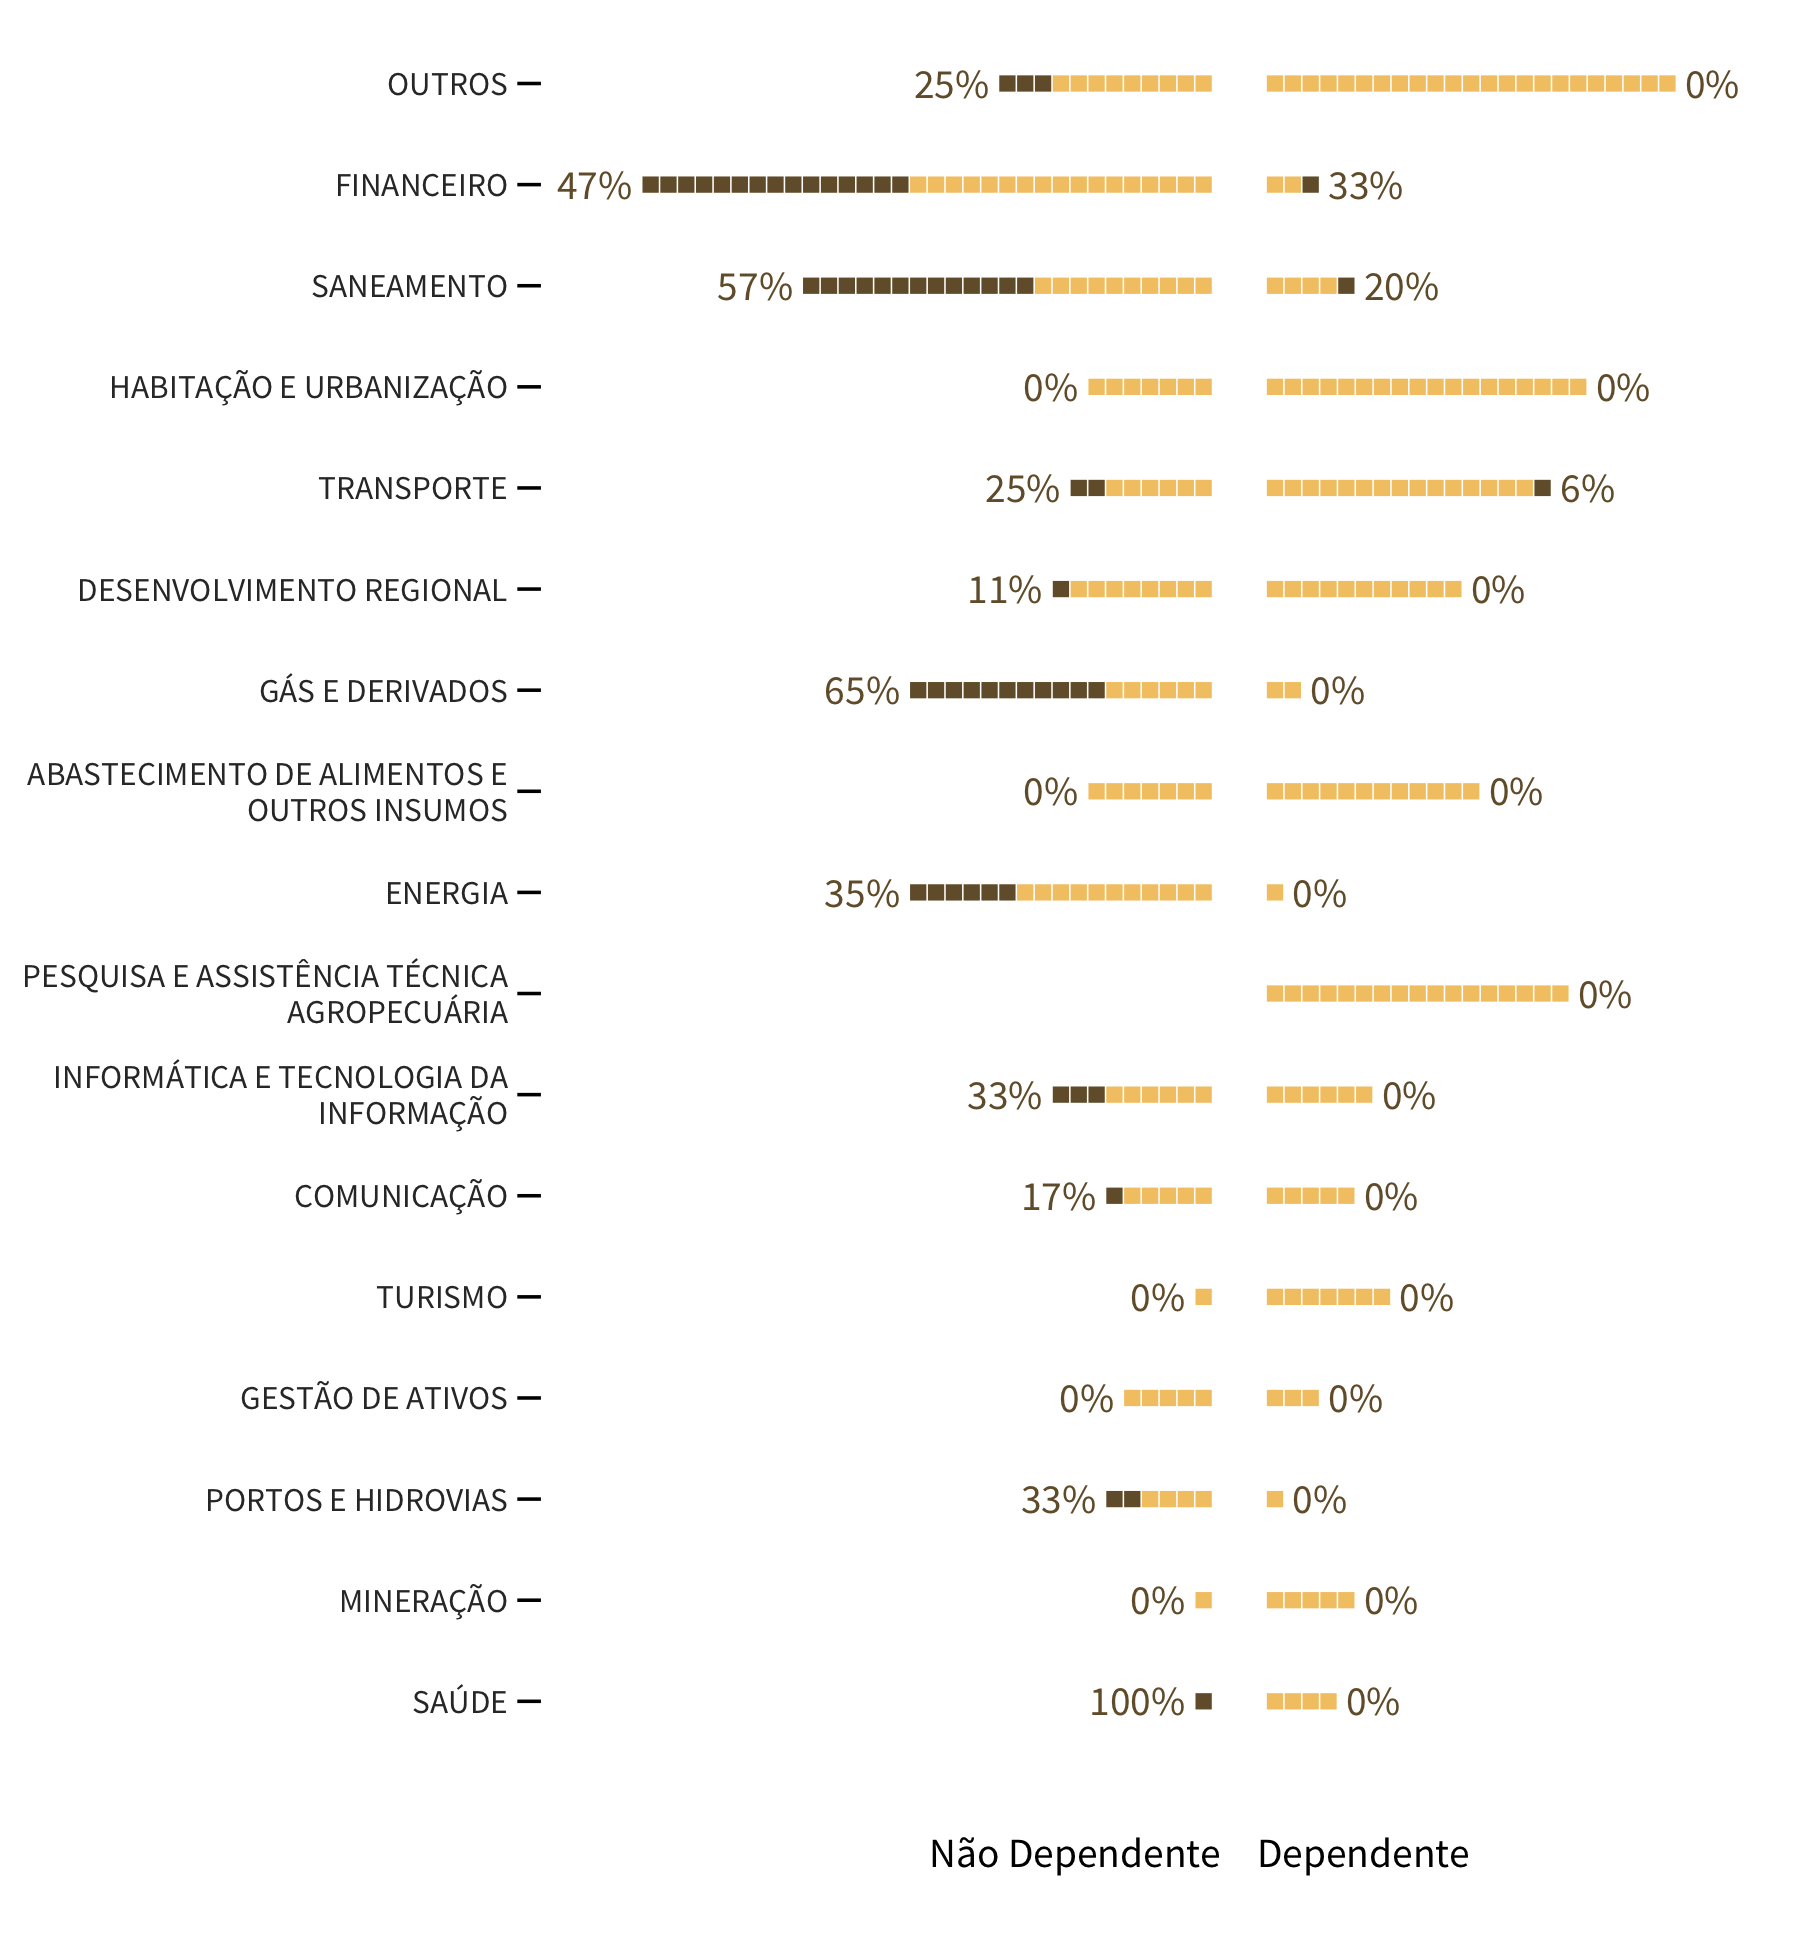 OUTROS 25% 0%
FINANCEIRO 47% 33%
SANEAMENTO 57% 20%
HABITAÇÃO E URBANIZAÇÃO 0% 0%
TRANSPORTE 25% 6%
DESENVOLVIMENTO REGIONAL 11% 0%
GÁS E DERIVADOS 65% 0%
ABASTECIMENTO DE ALIMENTOS E
OUTROS INSUMOS 0% 0%
ENERGIA 35% 0%
PESQUISA E ASSISTÊNCIA TÉCNICA
AGROPECUÁRIA 0%
INFORMÁTICA E TECNOLOGIA DA
INFORMAÇÃO 33% 0%
COMUNICAÇÃO 17% 0%
TURISMO 0% 0%
GESTÃO DE ATIVOS 0% 0%
PORTOS E HIDROVIAS 33% 0%
MINERAÇÃO 0% 0%
SAÚDE 100% 0%
Não Dependente Dependente